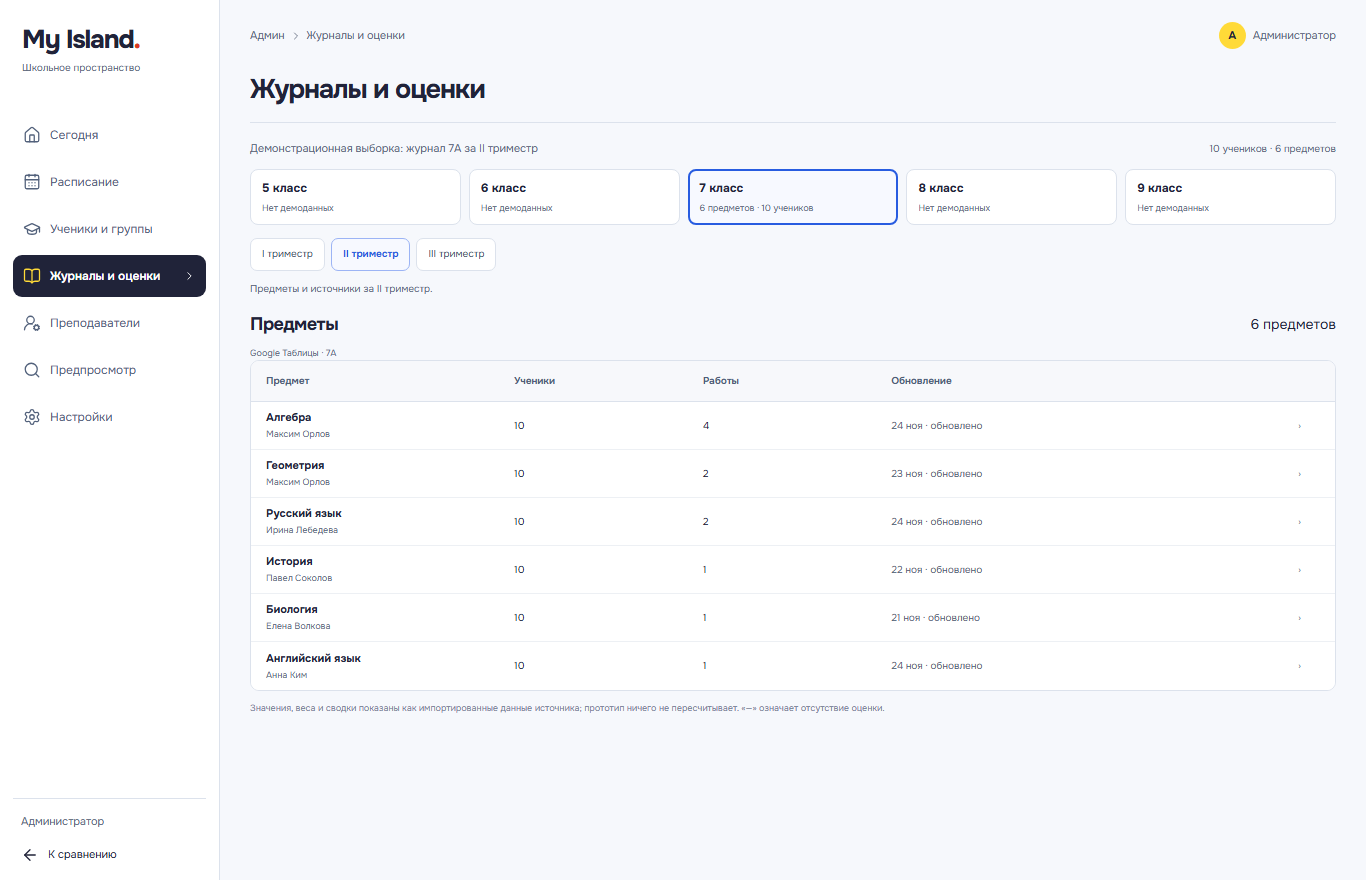 My Island.
Школьное пространство
Сегодня
Расписание
Ученики и группы
Журналы и оценки
Преподаватели
Предпросмотр
Настройки
Администратор
К сравнению
Админ > Журналы и оценки
A Администратор
Журналы и оценки
Демонстрационная выборка: журнал 7А за II триместр
10 учеников · 6 предметов
5 класс
Нет демоданных
6 класс
Нет демоданных
7 класс
6 предметов · 10 учеников
8 класс
Нет демоданных
9 класс
Нет демоданных
I триместр
II триместр
III триместр
Предметы и источники за II триместр.
Предметы
6 предметов
Google Таблицы · 7А
Предмет Ученики Работы Обновление
Алгебра
Максим Орлов
10 4 24 ноя · обновлено
Геометрия
Максим Орлов
10 2 23 ноя · обновлено
Русский язык
Ирина Лебедева
10 2 24 ноя · обновлено
История
Павел Соколов
10 1 22 ноя · обновлено
Биология
Елена Волкова
10 1 21 ноя · обновлено
Английский язык
Анна Ким
10 1 24 ноя · обновлено
Значения, веса и сводки показаны как импортированные данные источника; прототип ничего не пересчитывает. «—» означает отсутствие оценки.